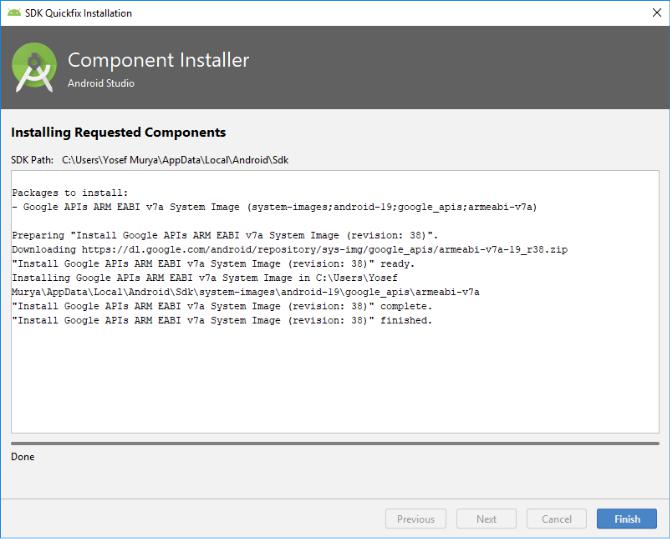 SDK Quickfix Installation
Component Installer
Android Studio
Installing Requested Components
SDK Path: C:\Users\Yosef Murya\AppData\Local\Android\Sdk
Packages to install:
- Google APIs ARM EABI v7a System Image (system-images;android-19;google_apis;armeabi-v7a)
Preparing "Install Google APIs ARM EABI v7a System Image (revision: 38)".
Downloading https://dl.google.com/android/repository/sys-img/google_apis/armeabi-v7a-19_r38.zip
"Install Google APIs ARM EABI v7a System Image (revision: 38)" ready.
Installing Google APIs ARM EABI v7a System Image in C:\Users\Yosef
Murya\AppData\Local\Android\Sdk\system-images\android-19\google_apis\armeabi-v7a
"Install Google APIs ARM EABI v7a System Image (revision: 38)" complete.
"Install Google APIs ARM EABI v7a System Image (revision: 38)" finished.
Done
Previous Next Cancel Finish